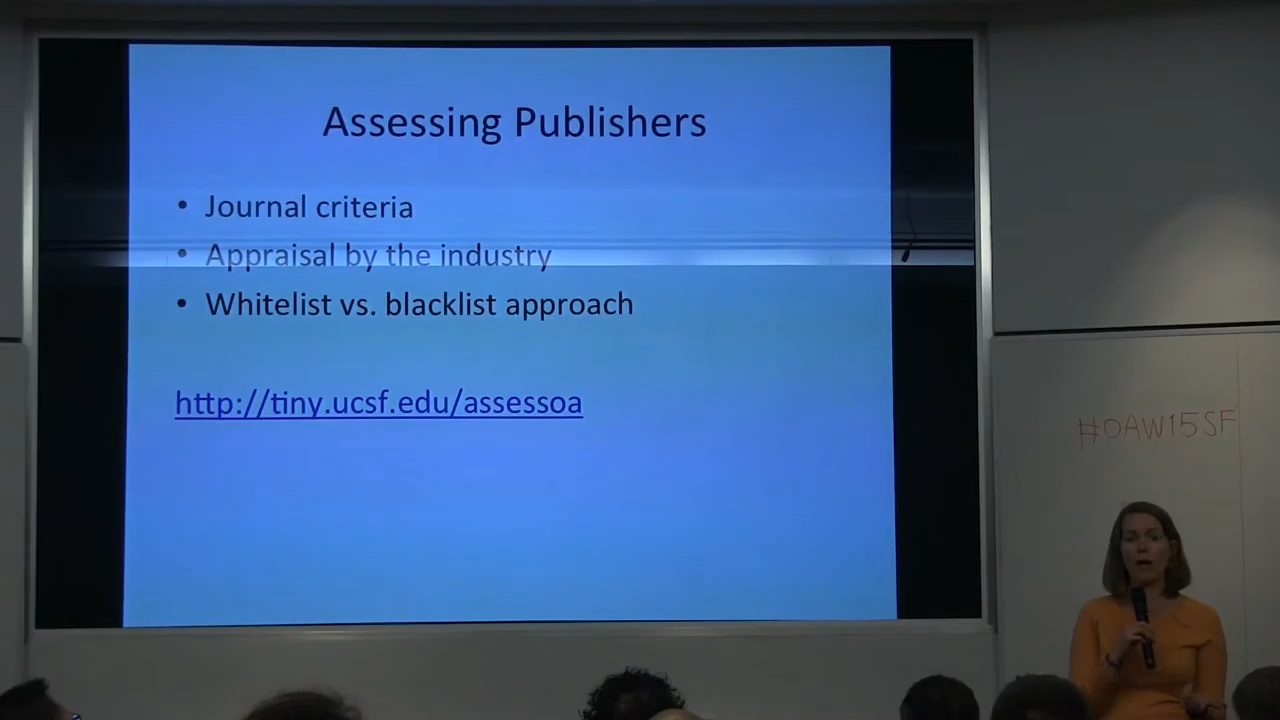 Assessing Publishers
• Journal criteria
• Appraisal by the industry
• Whitelist vs. blacklist approach
http://tiny.ucsf.edu/assessoa
#OAW15SF